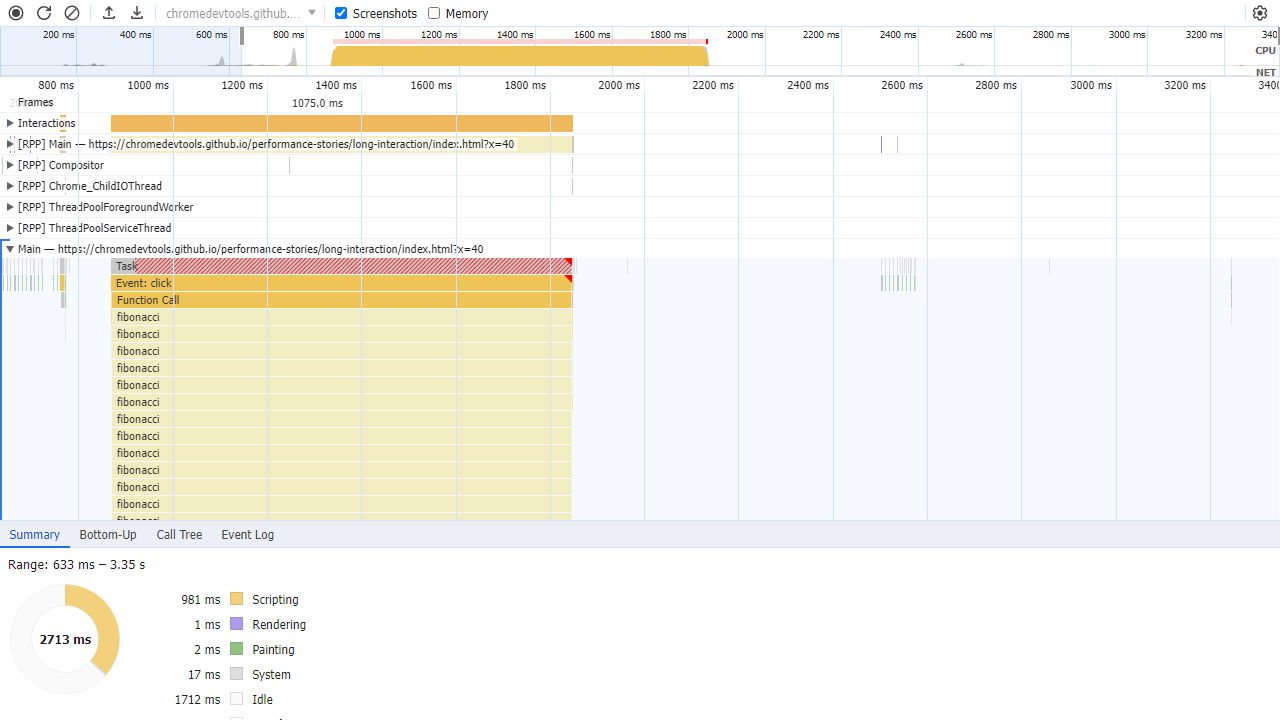 chromedevtools.github.... Screenshots Memory
200 ms 400 ms 600 ms 800 ms 1000 ms 1200 ms 1400 ms 1600 ms 1800 ms 2000 ms 2200 ms 2400 ms 2600 ms 2800 ms 3000 ms 3200 ms 340
CPU
NET
800 ms 1000 ms 1200 ms 1400 ms 1600 ms 1800 ms 2000 ms 2200 ms 2400 ms 2600 ms 2800 ms 3000 ms 3200 ms 3400
Frames 1075.0 ms
Interactions
[RPP] Main — https://chromedevtools.github.io/performance-stories/long-interaction/index.html?x=40
[RPP] Compositor
[RPP] Chrome_ChildIOThread
[RPP] ThreadPoolForegroundWorker
[RPP] ThreadPoolServiceThread
Main — https://chromedevtools.github.io/performance-stories/long-interaction/index.html?x=40
Task
Event: click
Function Call
fibonacci
fibonacci
fibonacci
fibonacci
fibonacci
fibonacci
fibonacci
fibonacci
fibonacci
fibonacci
fibonacci
fibonacci
fibonacci
Summary Bottom-Up Call Tree Event Log
Range: 633 ms – 3.35 s
2713 ms
981 ms Scripting
1 ms Rendering
2 ms Painting
17 ms System
1712 ms Idle